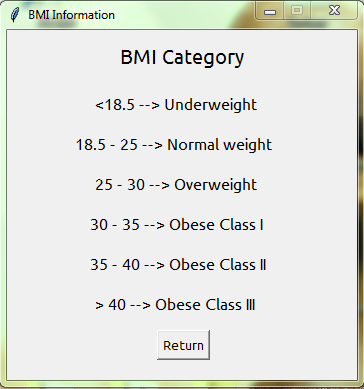 BMI Information
BMI Category
<18.5 --> Underweight
18.5 - 25 --> Normal weight
25 - 30 --> Overweight
30 - 35 --> Obese Class I
35 - 40 --> Obese Class II
> 40 --> Obese Class III
Return